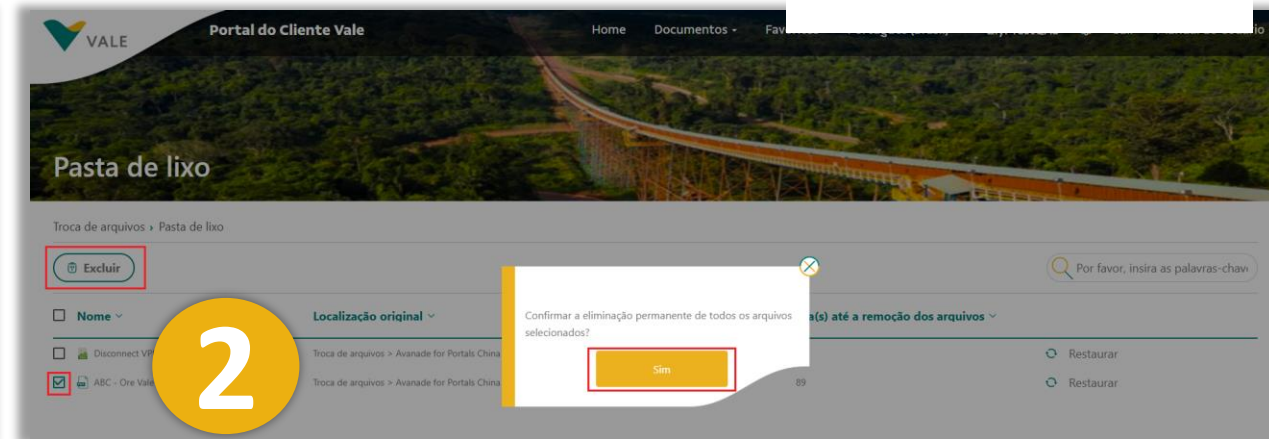 VALE
Portal do Cliente Vale
Home
Documentos
Pasta de lixo
Troca de arquivos › Pasta de lixo
Excluir
Por favor, insira as palavras-chav
Nome
Localização original
(s) até a remoção dos arquivos
Confirmar a eliminação permanente de todos os arquivos
selecionados?
Sim
Disconnect
Troca de arquivos > Avanade for Portals China
Restaurar
ABC - Ore Vale
Troca de arquivos > Avanade for Portals China
89
Restaurar
2